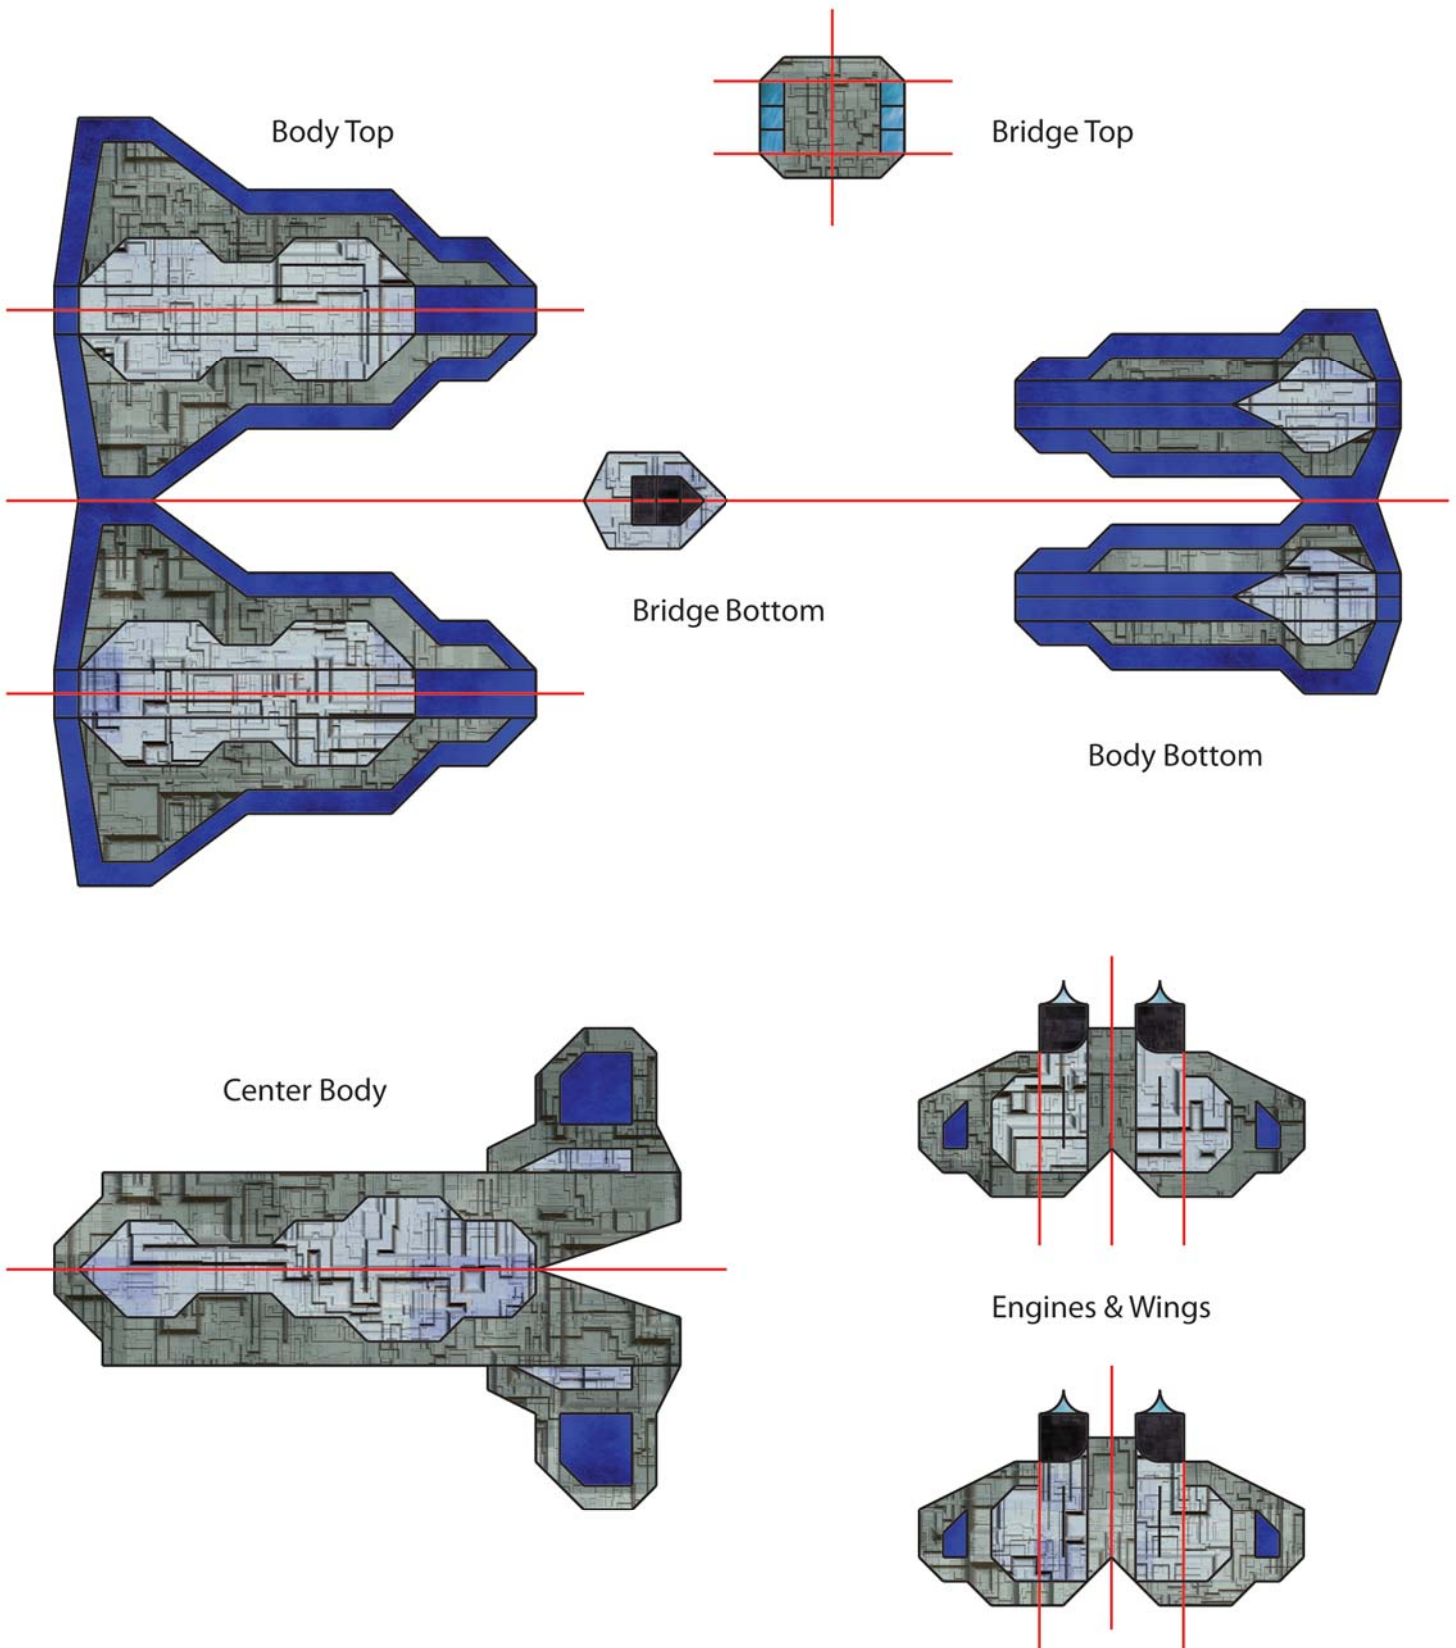 Body Top
Bridge Top
Bridge Bottom
Body Bottom
Center Body
Engines & Wings